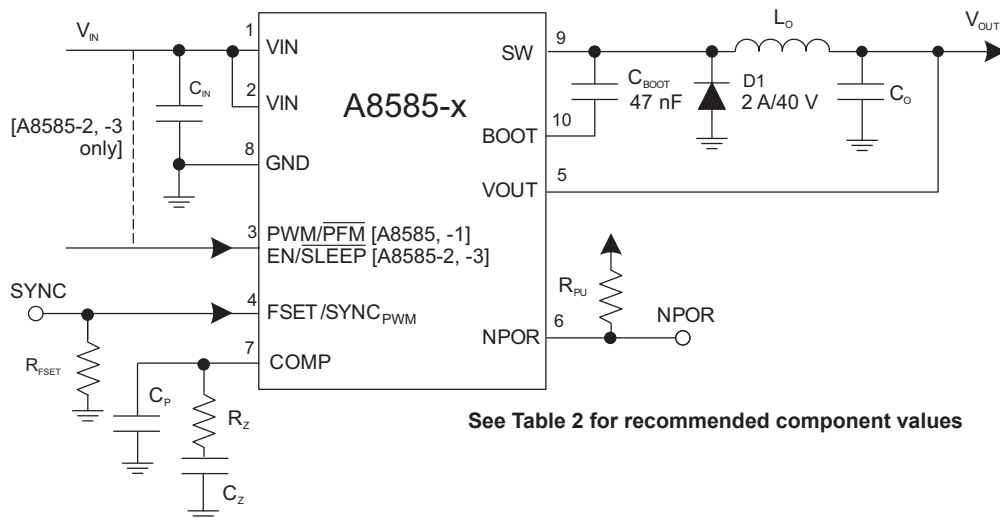 V_IN
1
VIN
C_IN
2
VIN
[A8585-2, -3
only]
8
GND
3
PWM/PFM [A8585, -1]
EN/SLEEP [A8585-2, -3]
SYNC
4
FSET/SYNC_PWM
R_FSET
7
COMP
C_P
R_Z
C_Z
A8585-x
SW
9
L_O
V_OUT
C_BOOT
47 nF
D1
2 A/40 V
C_O
10
BOOT
VOUT
5
R_PU
6
NPOR
NPOR
See Table 2 for recommended component values